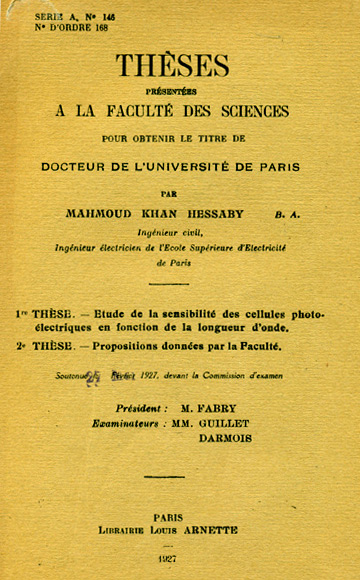 SERIE A, Nº 146
Nº D'ORDRE 168
THÈSES
PRÉSENTÉES
A LA FACULTÉ DES SCIENCES
POUR OBTENIR LE TITRE DE
DOCTEUR DE L'UNIVERSITÉ DE PARIS
PAR
MAHMOUD KHAN HESSABY B. A.
Ingénieur civil,
Ingénieur électricien de l'Ecole Supérieure d'Electricité
de Paris
1re THÈSE. — Etude de la sensibilité des cellules photo-
électriques en fonction de la longueur d'onde.
2e THÈSE. — Propositions données par la Faculté.
Soutenue 1927, devant la Commission d'examen
Président : M. FABRY
Examinateurs : MM. GUILLET
DARMOIS
PARIS
LIBRAIRIE LOUIS ARNETTE
1927